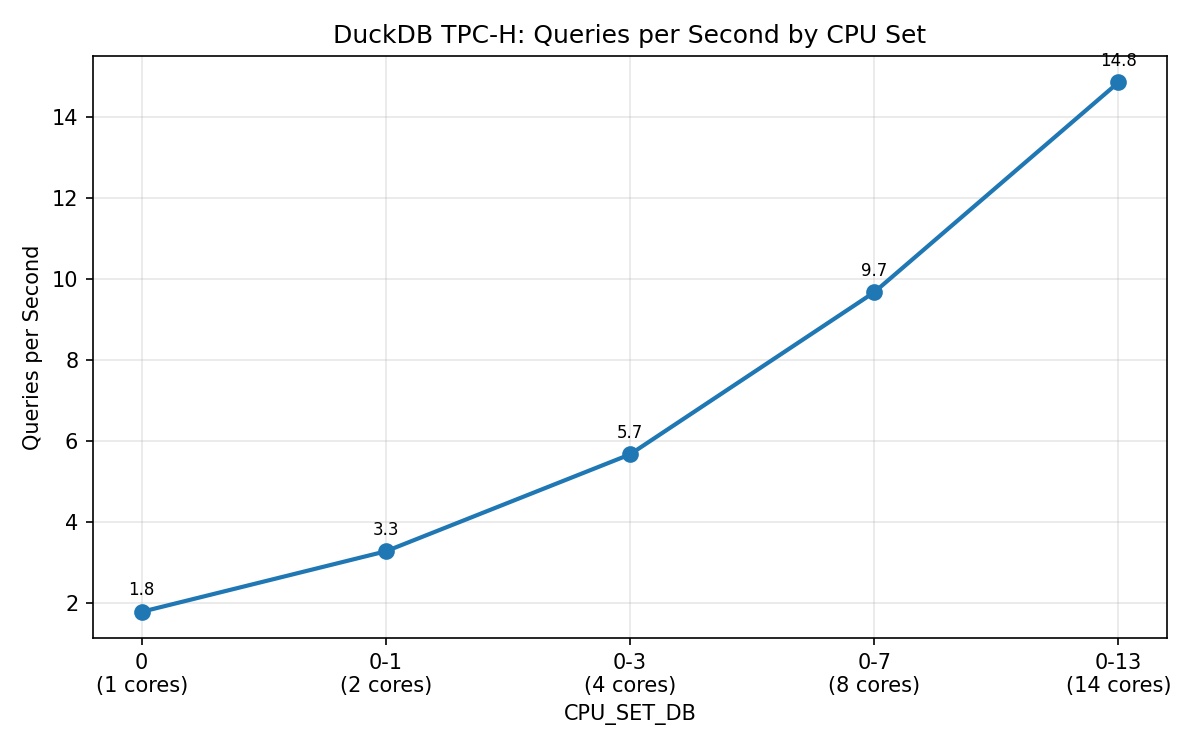 DuckDB TPC-H: Queries per Second by CPU Set
14.8
14
12
10
9.7
8
6
5.7
4
3.3
2
1.8
Queries per Second
0
(1 cores)
0-1
(2 cores)
0-3
(4 cores)
0-7
(8 cores)
0-13
(14 cores)
CPU_SET_DB